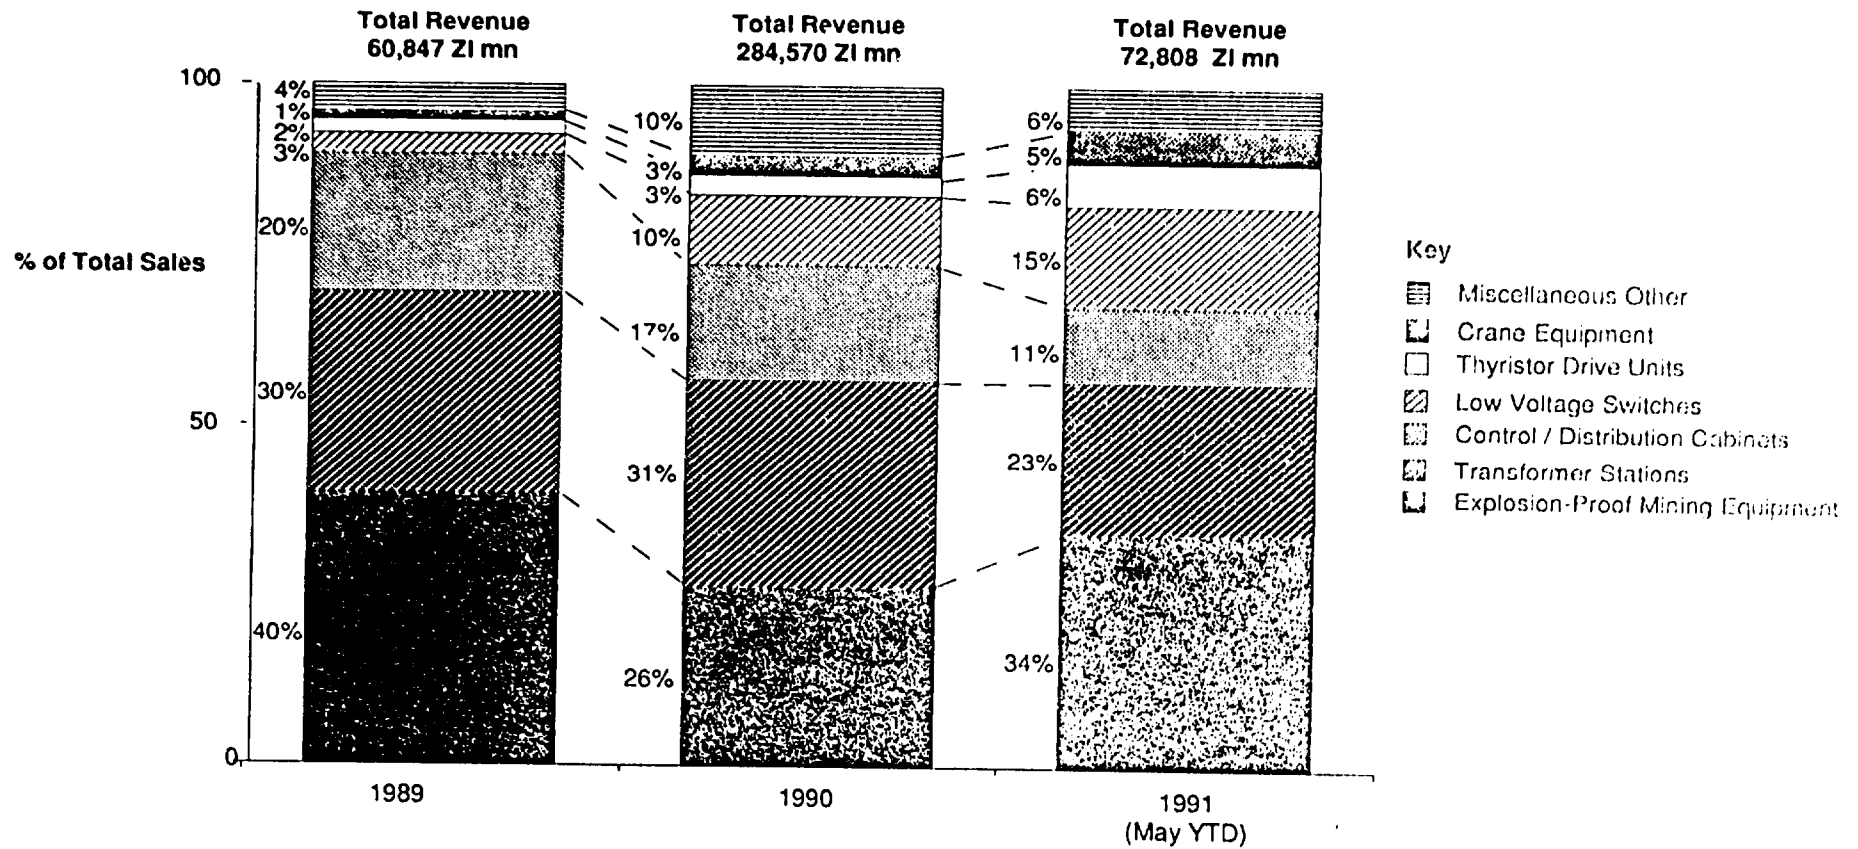 Total Revenue
60,847 Zl mn
Total Revenue
284,570 Zl mn
Total Revenue
72,808 Zl mn
% of Total Sales
100
50
0
4%
1%
2%
3%
20%
30%
40%
10%
3%
3%
10%
17%
31%
26%
6%
5%
6%
15%
11%
23%
34%
1989
1990
1991
(May YTD)
Key
Miscellaneous Other
Crane Equipment
Thyristor Drive Units
Low Voltage Switches
Control / Distribution Cabinets
Transformer Stations
Explosion-Proof Mining Equipment